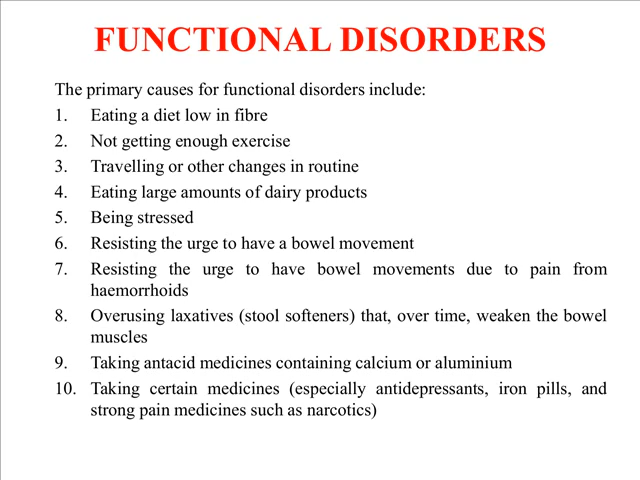 FUNCTIONAL DISORDERS
The primary causes for functional disorders include:
1. Eating a diet low in fibre
2. Not getting enough exercise
3. Travelling or other changes in routine
4. Eating large amounts of dairy products
5. Being stressed
6. Resisting the urge to have a bowel movement
7. Resisting the urge to have bowel movements due to pain from
haemorrhoids
8. Overusing laxatives (stool softeners) that, over time, weaken the bowel
muscles
9. Taking antacid medicines containing calcium or aluminium
10. Taking certain medicines (especially antidepressants, iron pills, and
strong pain medicines such as narcotics)